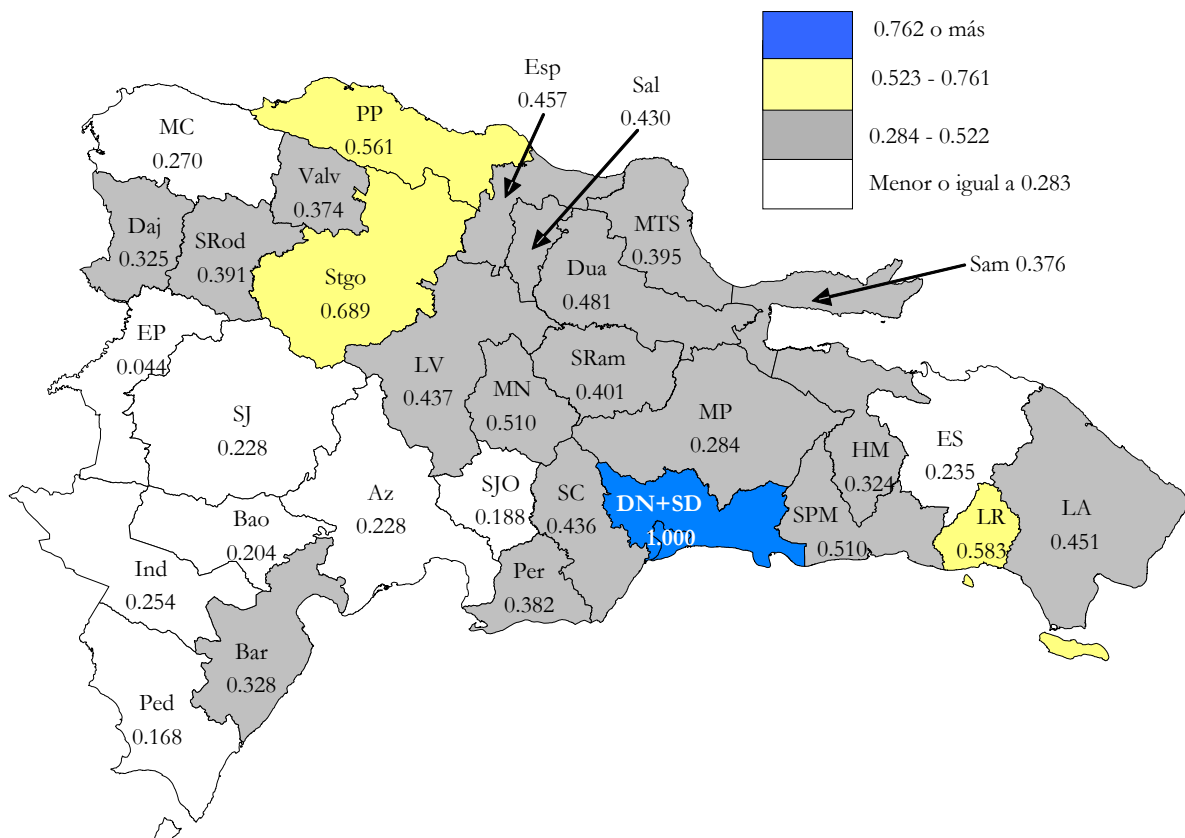 0.762 o más
0.523 - 0.761
0.284 - 0.522
Menor o igual a 0.283
Esp
0.457
Sal
0.430
PP
0.561
MC
0.270
Valv
0.374
Daj
0.325
SRod
0.391
MTS
0.395
Stgo
0.689
Dua
0.481
Sam 0.376
EP
0.044
SRam
0.401
LV
0.437
MN
0.510
SJ
0.228
MP
0.284
HM
0.324
ES
0.235
Az
0.228
SJO
0.188
SC
0.436
DN+SD
1,000
SPM
0.510
LR
0.583
LA
0.451
Bao
0.204
Ind
0.254
Per
0.382
Bar
0.328
Ped
0.168